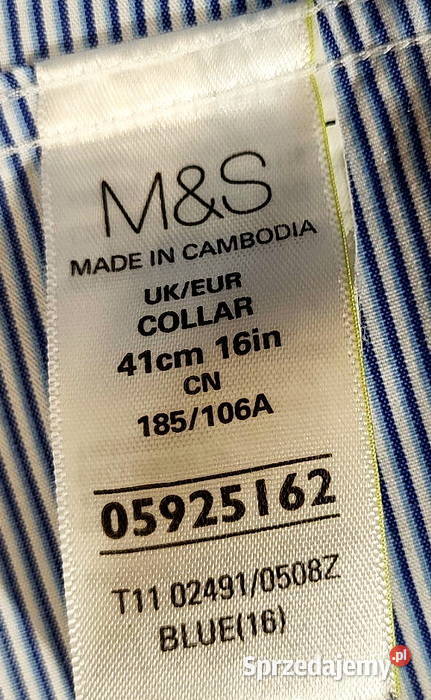 M&S
MADE IN CAMBODIA
UK/EUR
COLLAR
41cm 16in
CN
185/106A
05925162
T11 02491/0508Z
BLUE(16)
Sprzedajemy.pl